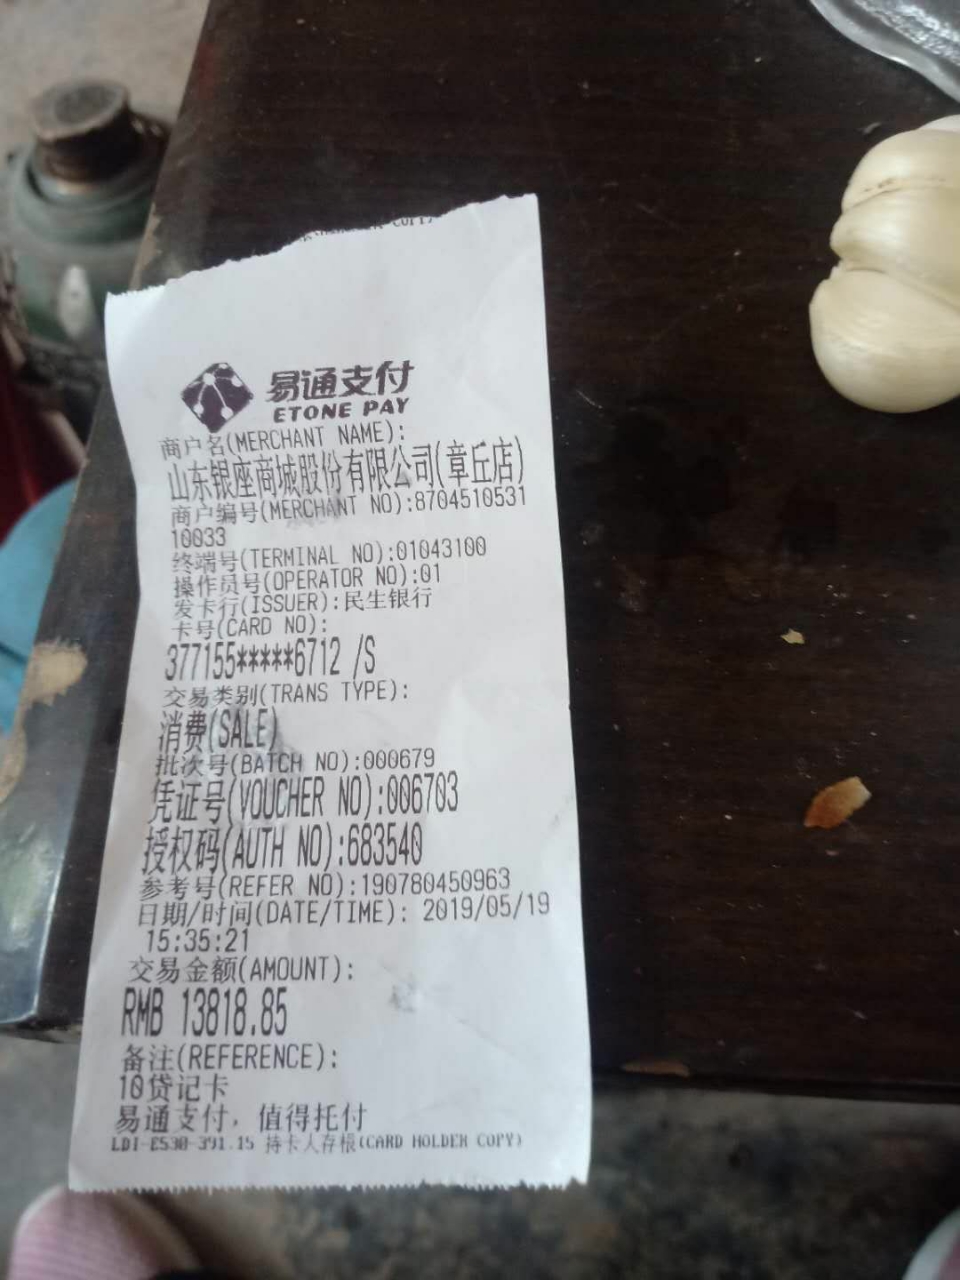 易通支付
ETONE PAY
商户名(MERCHANT NAME):
山东银座商城股份有限公司(章丘店)
商户编号(MERCHANT NO):8704510531
10033
终端号(TERMINAL NO):01043100
操作员号(OPERATOR NO):01
发卡行(ISSUER):民生银行
卡号(CARD NO):
377155*****6712 /S
交易类别(TRANS TYPE):
消费(SALE)
批次号(BATCH NO):000679
凭证号(VOUCHER NO):006703
授权码(AUTH NO):683540
参考号(REFER NO):190780450963
日期/时间(DATE/TIME): 2019/05/19
15:35:21
交易金额(AMOUNT):
RMB 13818.85
备注(REFERENCE):
10贷记卡
易通支付，值得托付
持卡人存根(CARD HOLDER COPY)